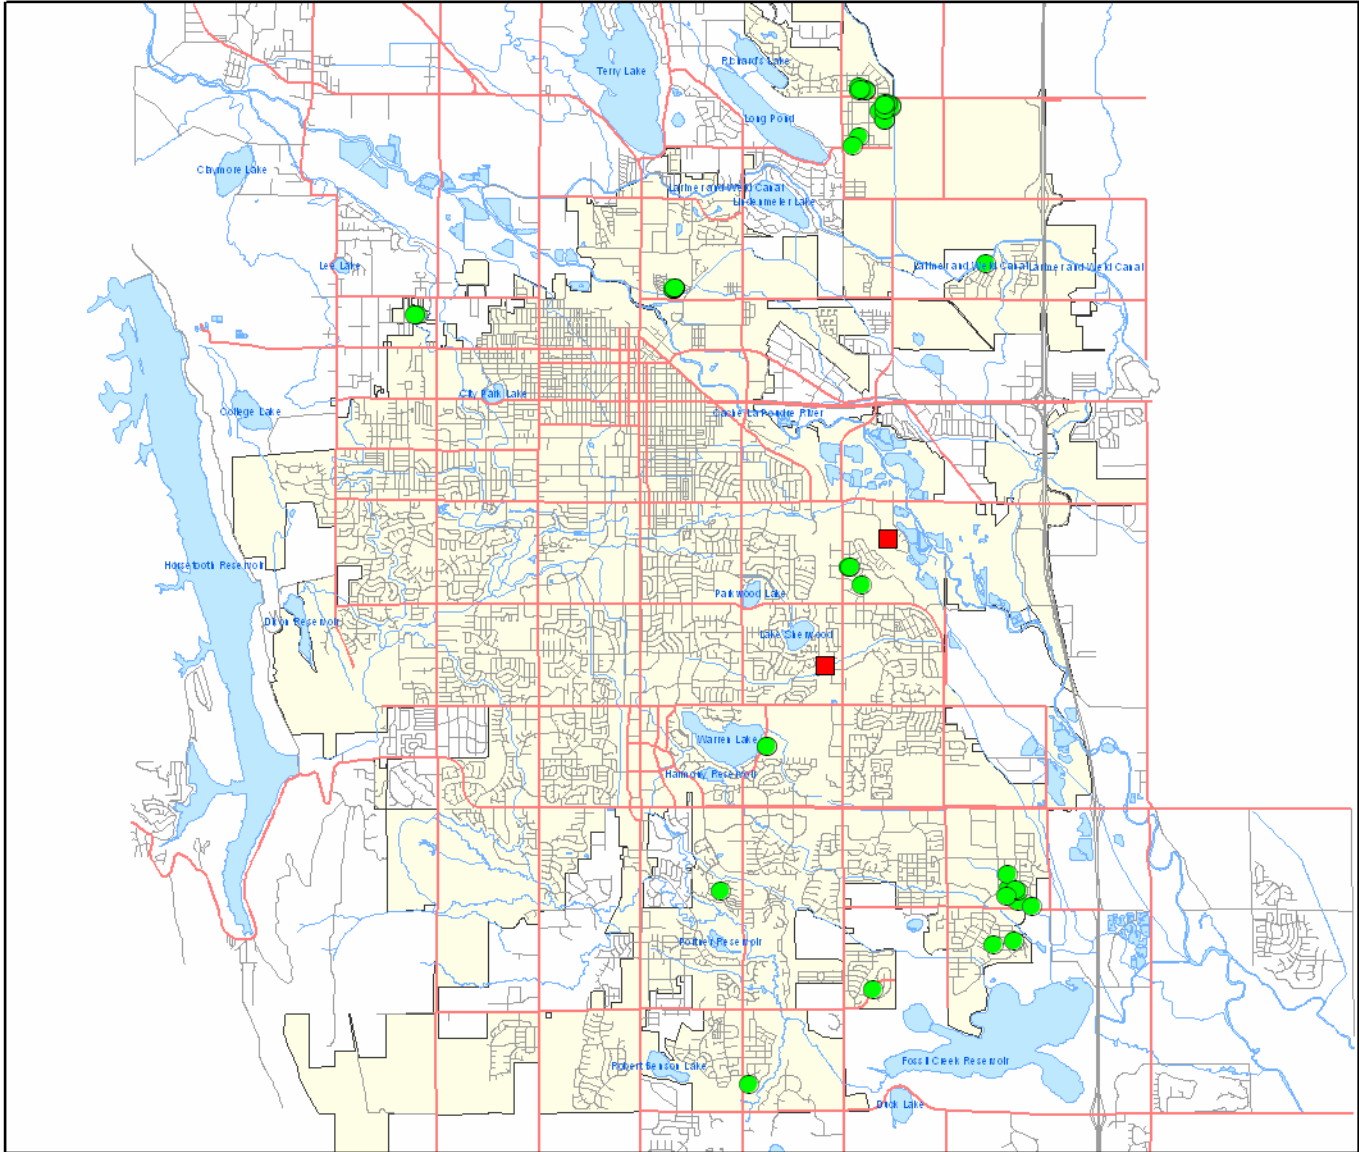 Richards Lake
Terry Lake
Long Pond
Claymore Lake
Larimer and Weld Canal
Lindenmeier Lake
Lee Lake
Larimer and Weld Canal
Larimer and Weld Canal
City Park Lake
College Lake
Cache La Poudre River
Horsetooth Reservoir
Parkwood Lake
Dixon Reservoir
Lake Sherwood
Warren Lake
Harmony Reservoir
Portner Reservoir
Fossil Creek Reservoir
Robert Benson Lake
Duck Lake